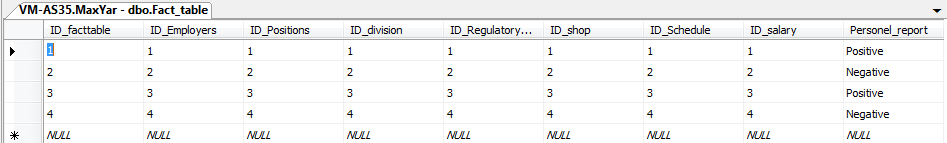 VM-AS35.MaxYar - dbo.Fact_table
ID_facttable ID_Employers ID_Positions ID_division ID_Regulatory... ID_shop ID_Schedule ID_salary Personel_report
1 1 1 1 1 1 1 1 Positive
2 2 2 2 2 2 2 2 Negative
3 3 3 3 3 3 3 3 Positive
4 4 4 4 4 4 4 4 Negative
NULL NULL NULL NULL NULL NULL NULL NULL NULL